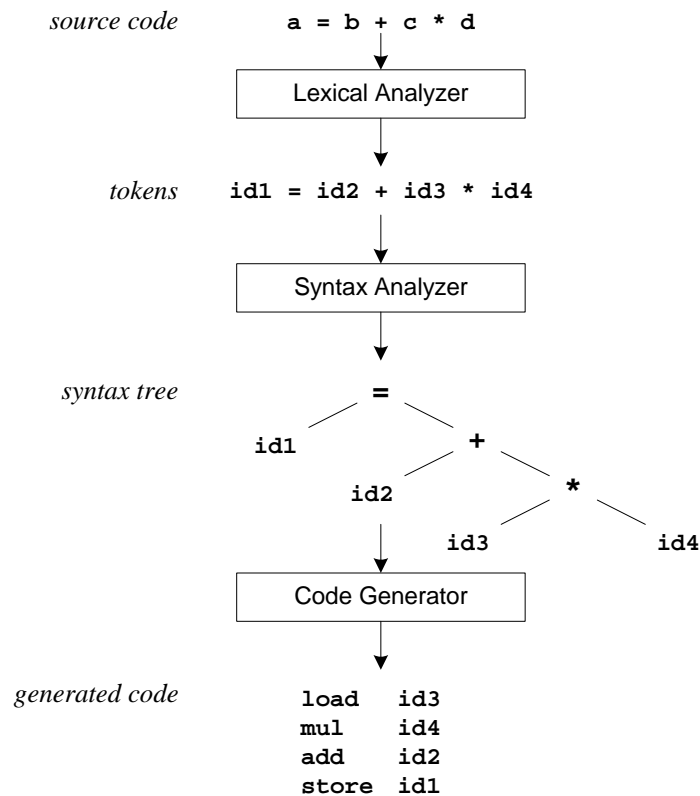 source code a = b + c * d
Lexical Analyzer
tokens id1 = id2 + id3 * id4
Syntax Analyzer
syntax tree =
id1 +
id2 *
id3 id4
Code Generator
generated code load id3
mul id4
add id2
store id1